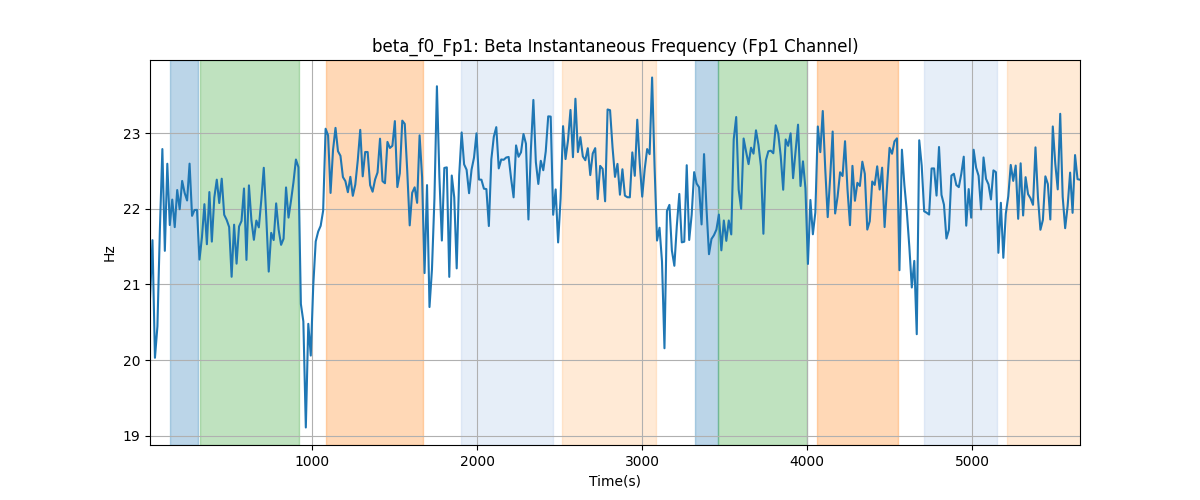 beta_f0_Fp1: Beta Instantaneous Frequency (Fp1 Channel)
Hz
23
22
21
20
19
1000 2000 3000 4000 5000
Time(s)